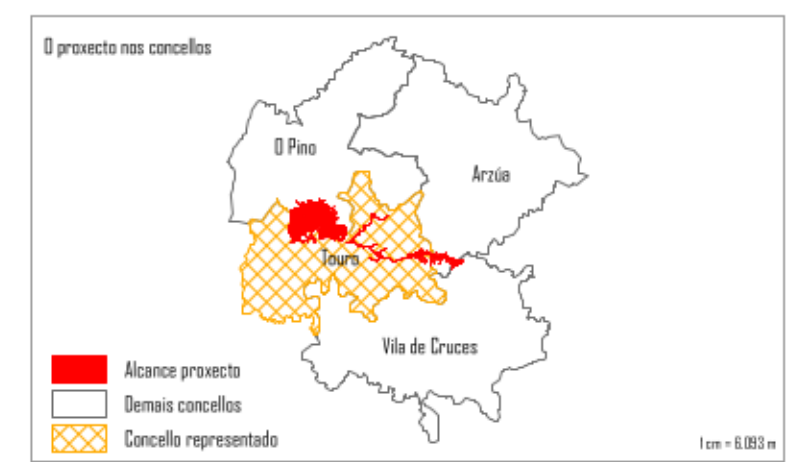 O proxecto nos concellos
O Pino
Arzúa
Touro
Vila de Cruces
Alcance proxecto
Demais concellos
Concello representado
1 cm = 6.093 m